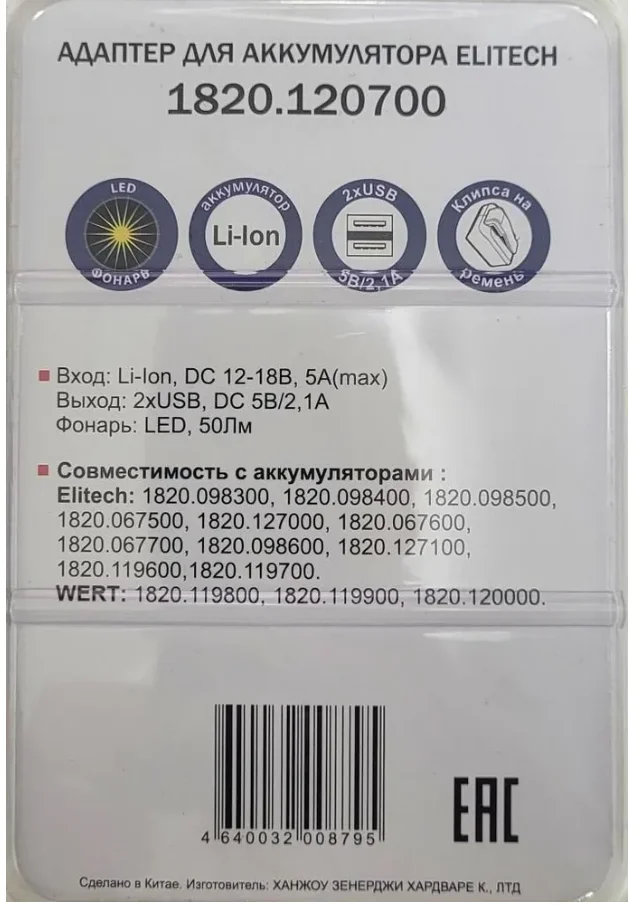 АДАПТЕР ДЛЯ АККУМУЛЯТОРА ELITECH
1820.120700
LED
ФОНАРЬ
аккумулятор
Li-Ion
2xUSB
5В/2,1А
Клипса на
ремень
Вход: Li-Ion, DC 12-18В, 5А(max)
Выход: 2xUSB, DC 5В/2,1А
Фонарь: LED, 50Лм
Совместимость с аккумуляторами :
Elitech: 1820.098300, 1820.098400, 1820.098500,
1820.067500, 1820.127000, 1820.067600,
1820.067700, 1820.098600, 1820.127100,
1820.119600,1820.119700.
WERT: 1820.119800, 1820.119900, 1820.120000.
4 640032 008795
EAC
Сделано в Китае. Изготовитель: ХАНЖОУ ЗЕНЕРДЖИ ХАРДВАРЕ К., ЛТД